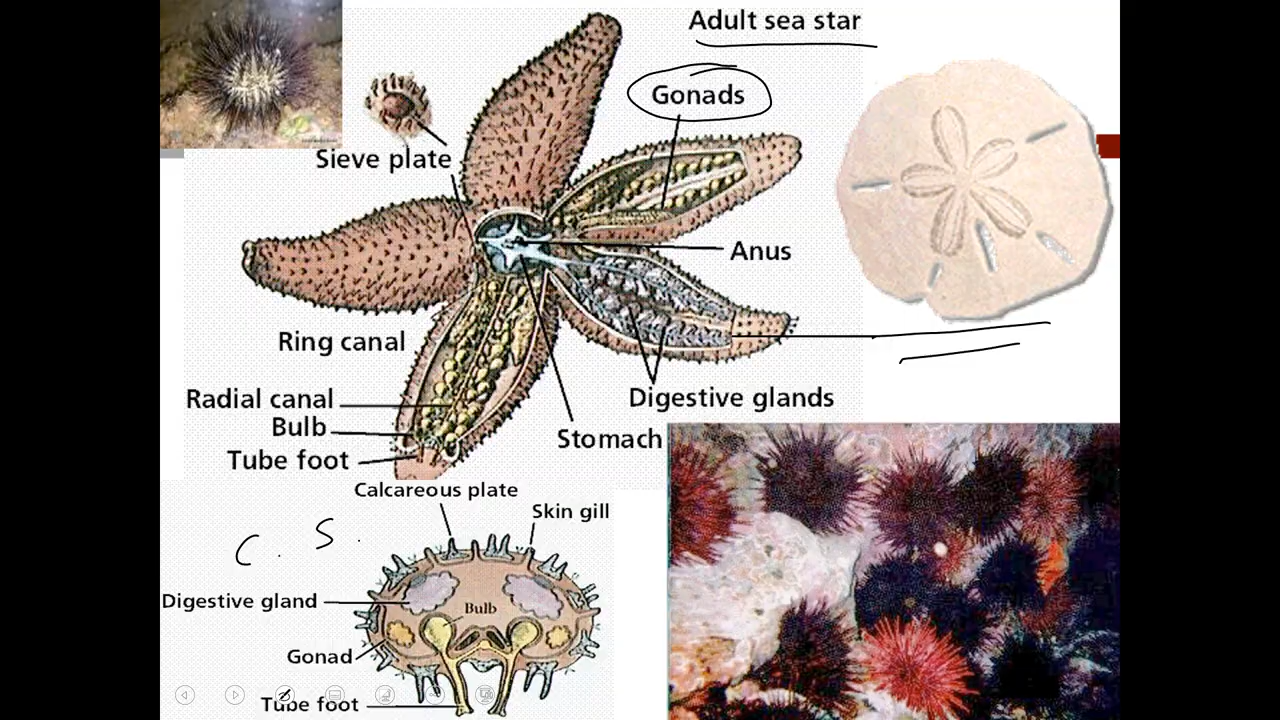 Adult sea star
Gonads
Sieve plate
Anus
Ring canal
Radial canal
Digestive glands
Bulb
Stomach
Tube foot
Calcareous plate
Skin gill
C. S.
Digestive gland
Bulb
Gonad
Tube foot